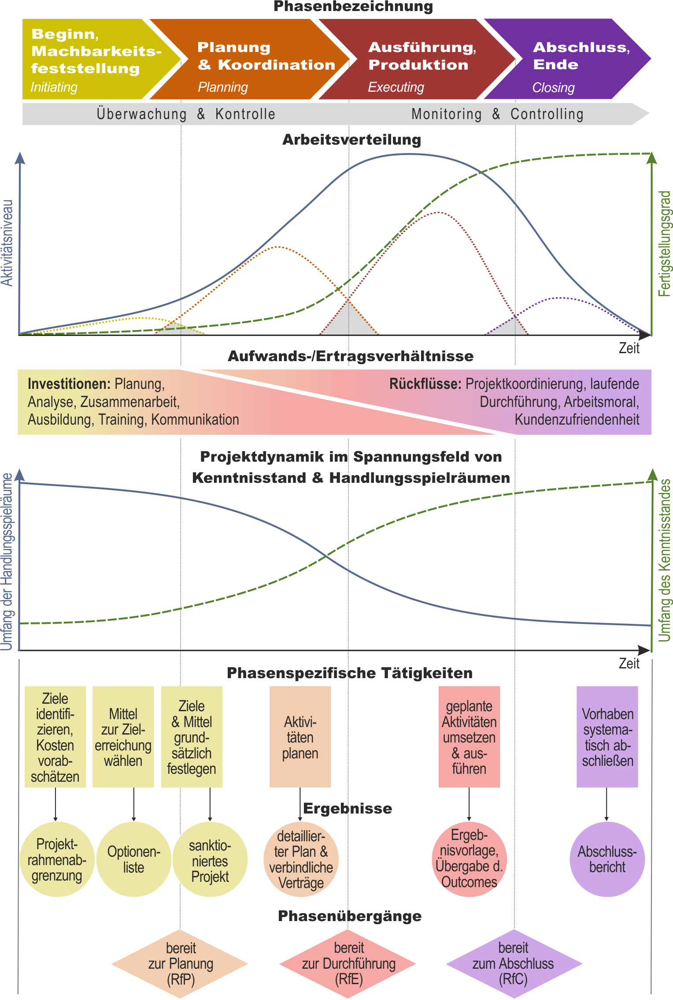 Phasenbezeichnung
Beginn,
Machbarkeits-
feststellung
Initiating
Planung
& Koordination
Planning
Ausführung,
Produktion
Executing
Abschluss,
Ende
Closing
Überwachung & Kontrolle
Monitoring & Controlling
Arbeitsverteilung
Aktivitätsniveau
Fertigstellungsgrad
Zeit
Aufwands-/Ertragsverhältnisse
Investitionen: Planung,
Analyse, Zusammenarbeit,
Ausbildung, Training, Kommunikation
Rückflüsse: Projektkoordinierung, laufende
Durchführung, Arbeitsmoral,
Kundenzufriendenheit
Projektdynamik im Spannungsfeld von
Kenntnisstand & Handlungsspielräumen
Umfang der Handlungsspielräume
Umfang des Kenntnisstandes
Zeit
Phasenspezifische Tätigkeiten
Ziele
identifi-
zieren,
Kosten
vorab-
schätzen
Mittel
zur Ziel-
erreichung
wählen
Ziele
& Mittel
grund-
sätzlich
festlegen
Aktivi-
täten
planen
geplante
Aktivitäten
umsetzen
& aus-
führen
Vorhaben
systema-
tisch ab-
schließen
Ergebnisse
Projekt-
rahmenab-
grenzung
Optionen-
liste
sanktio-
niertes
Projekt
detaillier-
ter Plan &
verbindliche
Verträge
Ergeb-
nisvorlage,
Übergabe d.
Outcomes
Abschluss-
bericht
Phasenübergänge
bereit
zur Planung
(RfP)
bereit
zur Durchführung
(RfE)
bereit
zum Abschluss
(RfC)